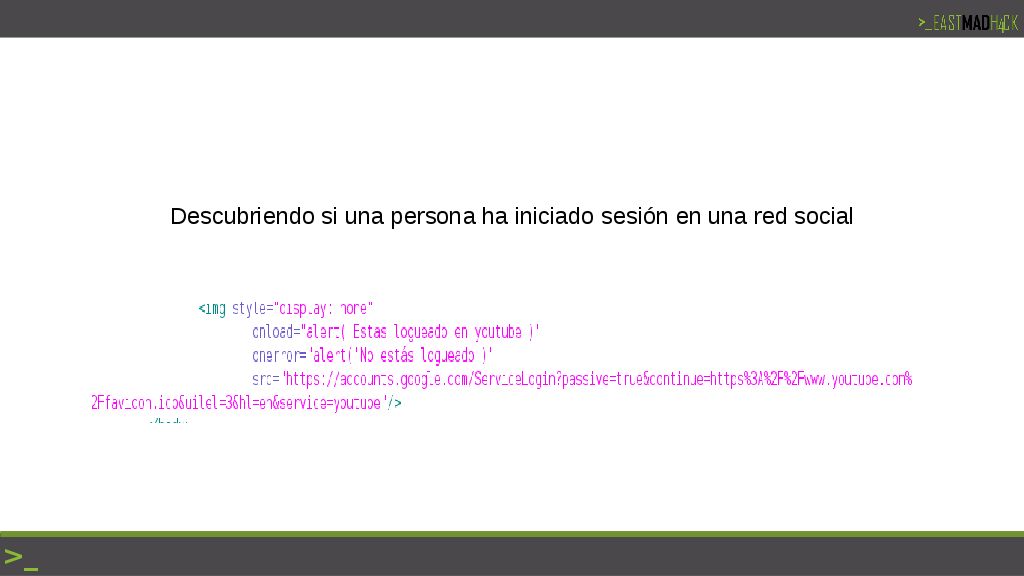 >_EASTMADH4CK
Descubriendo si una persona ha iniciado sesión en una red social
<img style="display: none"
onload="alert( Estas logueado en youtube )"
onerror="alert('No estás logueado )"
src="https://accounts.google.com/ServiceLogin?passive=true&continue=https%3A%2F%2Fwww.youtube.com%
2Ffavicon.ico&uilel=3&hl=en&service=youtube"/>
</body>
>_